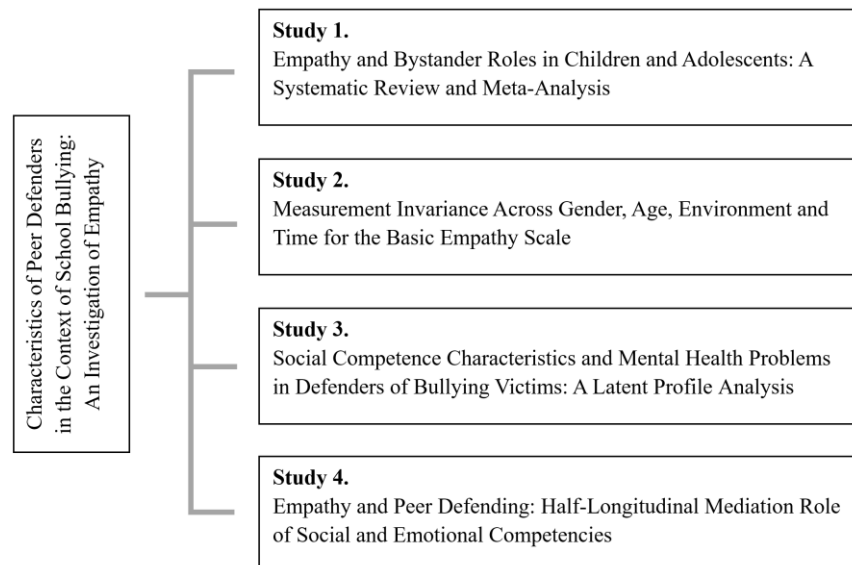 Characteristics of Peer Defenders
in the Context of School Bullying:
An Investigation of Empathy
Study 1.
Empathy and Bystander Roles in Children and Adolescents: A
Systematic Review and Meta-Analysis
Study 2.
Measurement Invariance Across Gender, Age, Environment and
Time for the Basic Empathy Scale
Study 3.
Social Competence Characteristics and Mental Health Problems
in Defenders of Bullying Victims: A Latent Profile Analysis
Study 4.
Empathy and Peer Defending: Half-Longitudinal Mediation Role
of Social and Emotional Competencies